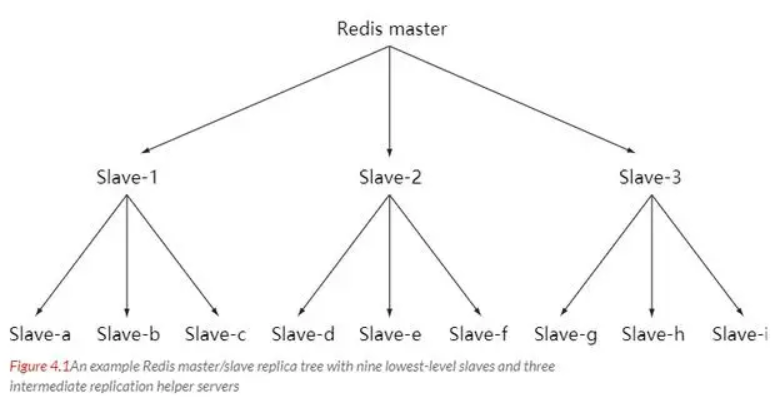 Redis master
Slave-1 Slave-2 Slave-3
Slave-a Slave-b Slave-c Slave-d Slave-e Slave-f Slave-g Slave-h Slave-i
Figure 4.1An example Redis master/slave replica tree with nine lowest-level slaves and three
intermediate replication helper servers